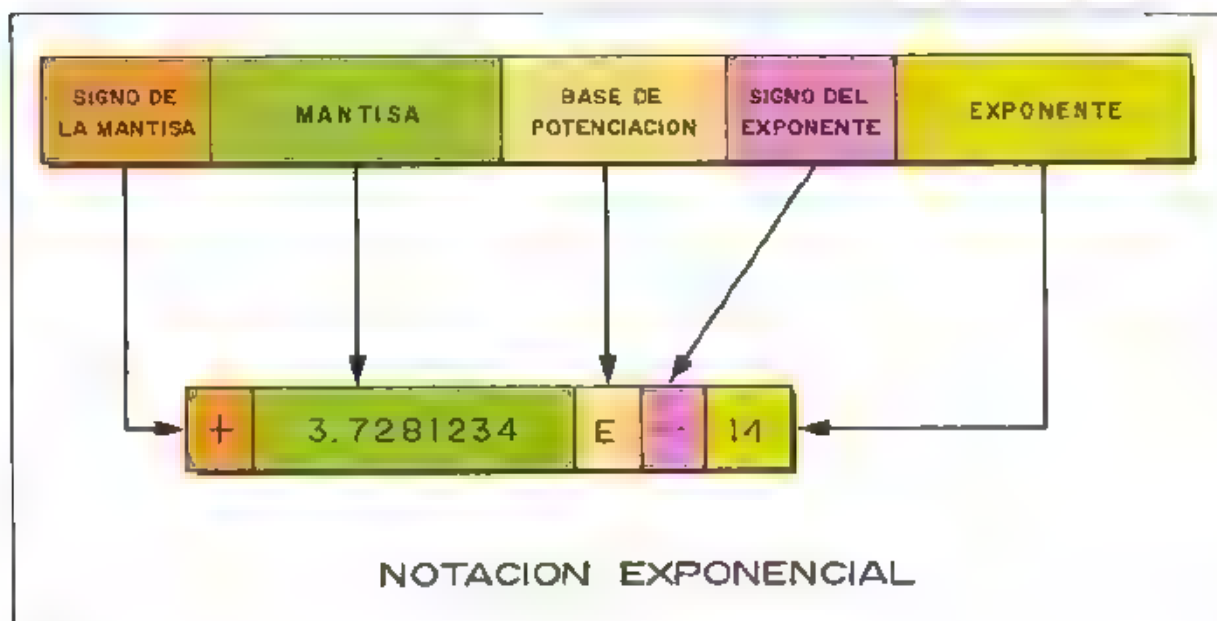 SIGNO DE
LA MANTISA
MANTISA
BASE DE
POTENCIACION
SIGNO DEL
EXPONENTE
EXPONENTE
+ 3.7281234 E - 14
NOTACION EXPONENCIAL